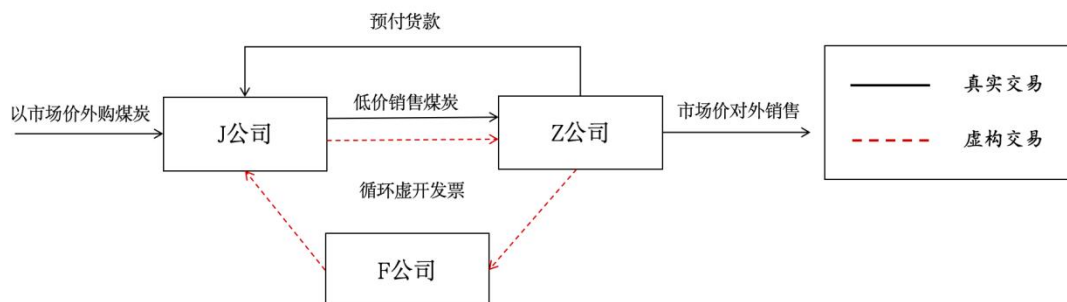 预付货款
以市场价外购煤炭
J公司
低价销售煤炭
Z公司
市场价对外销售
真实交易
虚构交易
循环虚开发票
F公司